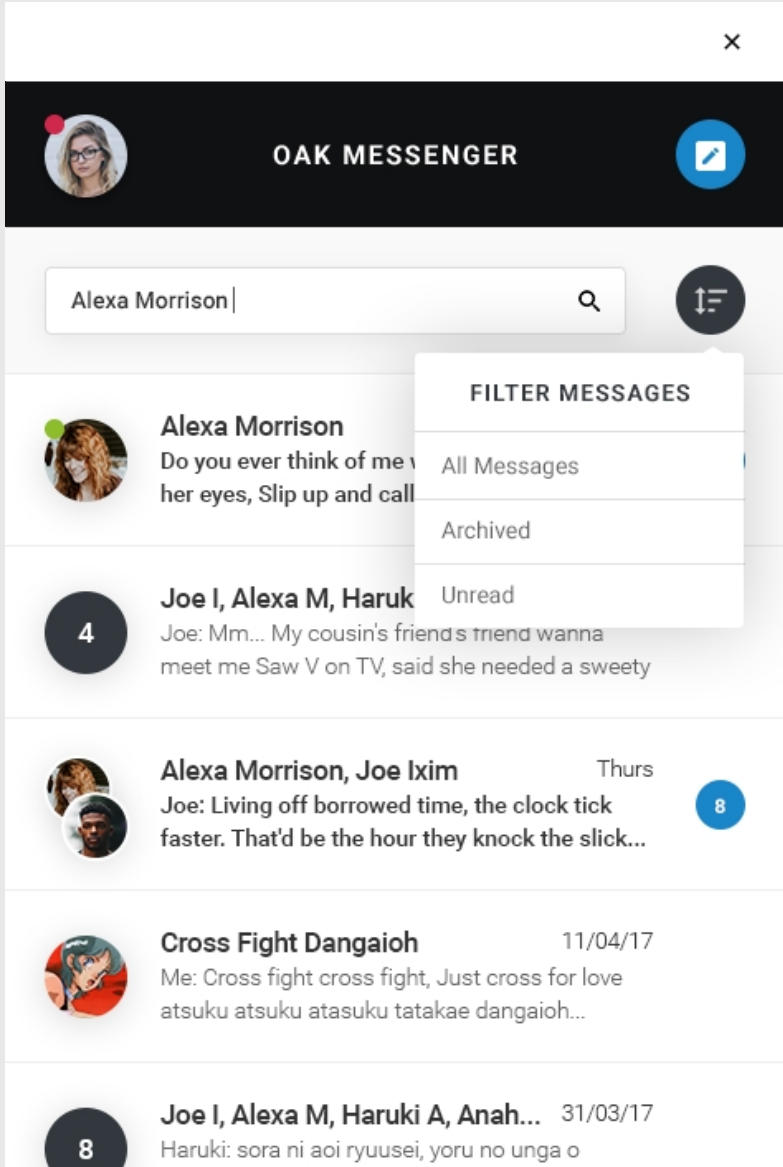 OAK MESSENGER
Alexa Morrison
FILTER MESSAGES
All Messages
Archived
Unread
Alexa Morrison
Do you ever think of me
her eyes, Slip up and call
4
Joe I, Alexa M, Haruk
Joe: Mm... My cousin's friend's friend wanna
meet me Saw V on TV, said she needed a sweety
Alexa Morrison, Joe Ixim
Thurs
Joe: Living off borrowed time, the clock tick
faster. That'd be the hour they knock the slick...
8
Cross Fight Dangaioh
11/04/17
Me: Cross fight cross fight, Just cross for love
atsuku atsuku atasuku tatakae dangaioh...
8
Joe I, Alexa M, Haruki A, Anah...
31/03/17
Haruki: sora ni aoi ryuusei, yoru no unga o